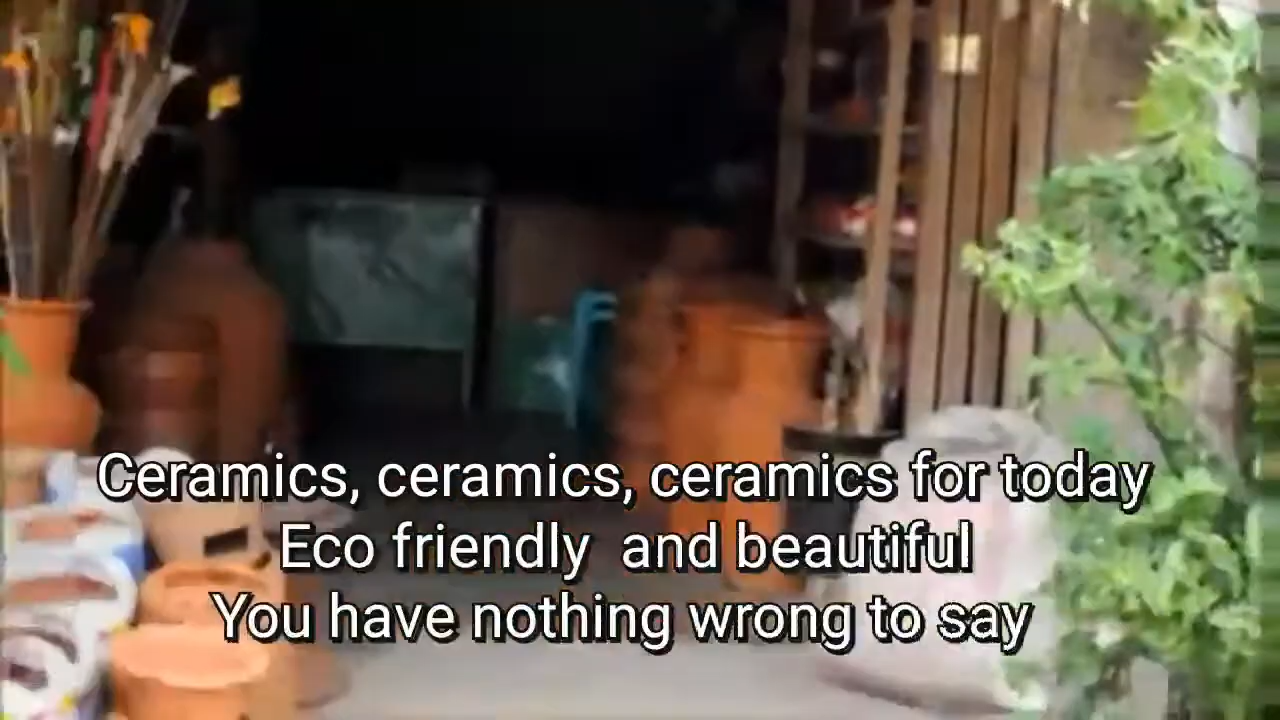 Ceramics, ceramics, ceramics for today
Eco friendly  and beautiful
You have nothing wrong to say